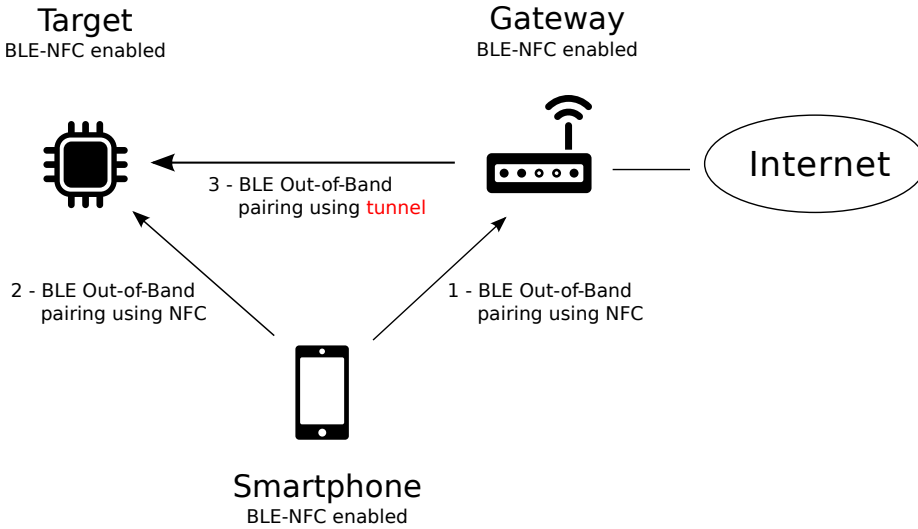 Target
BLE-NFC enabled
Gateway
BLE-NFC enabled
Internet
3 - BLE Out-of-Band
pairing using tunnel
2 - BLE Out-of-Band
pairing using NFC
1 - BLE Out-of-Band
pairing using NFC
Smartphone
BLE-NFC enabled